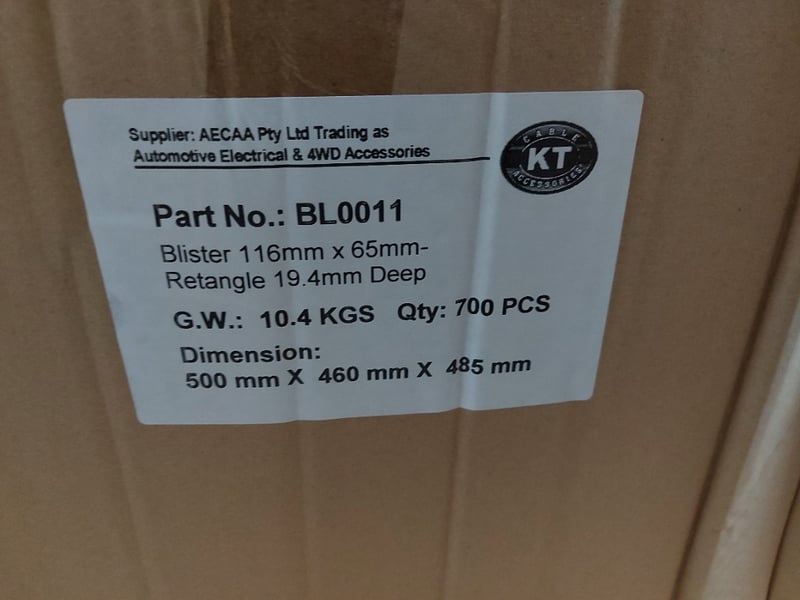 Supplier: AECAA Pty Ltd Trading as
Automotive Electrical & 4WD Accessories
CABLE
KT
ACCESSORIES
Part No.: BL0011
Blister 116mm x 65mm-
Retangle 19.4mm Deep
G.W.: 10.4 KGS Qty: 700 PCS
Dimension:
500 mm X 460 mm X 485 mm